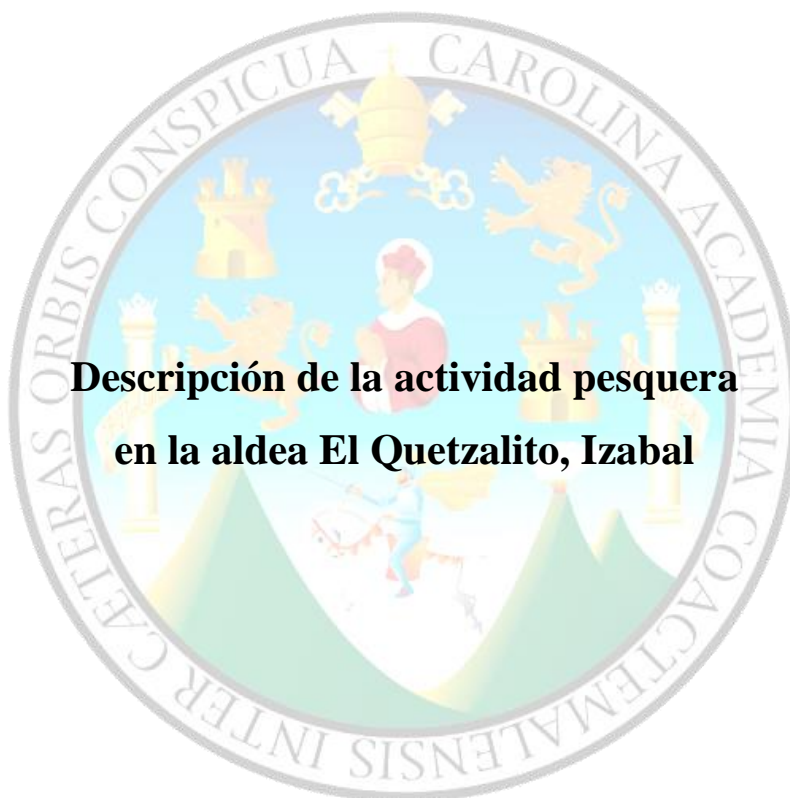 CAETERAS ORBIS CONSPICUA CAROLINA ACADEMIA COACTEMALENSIS INTER
Descripción de la actividad pesquera
en la aldea El Quetzalito, Izabal